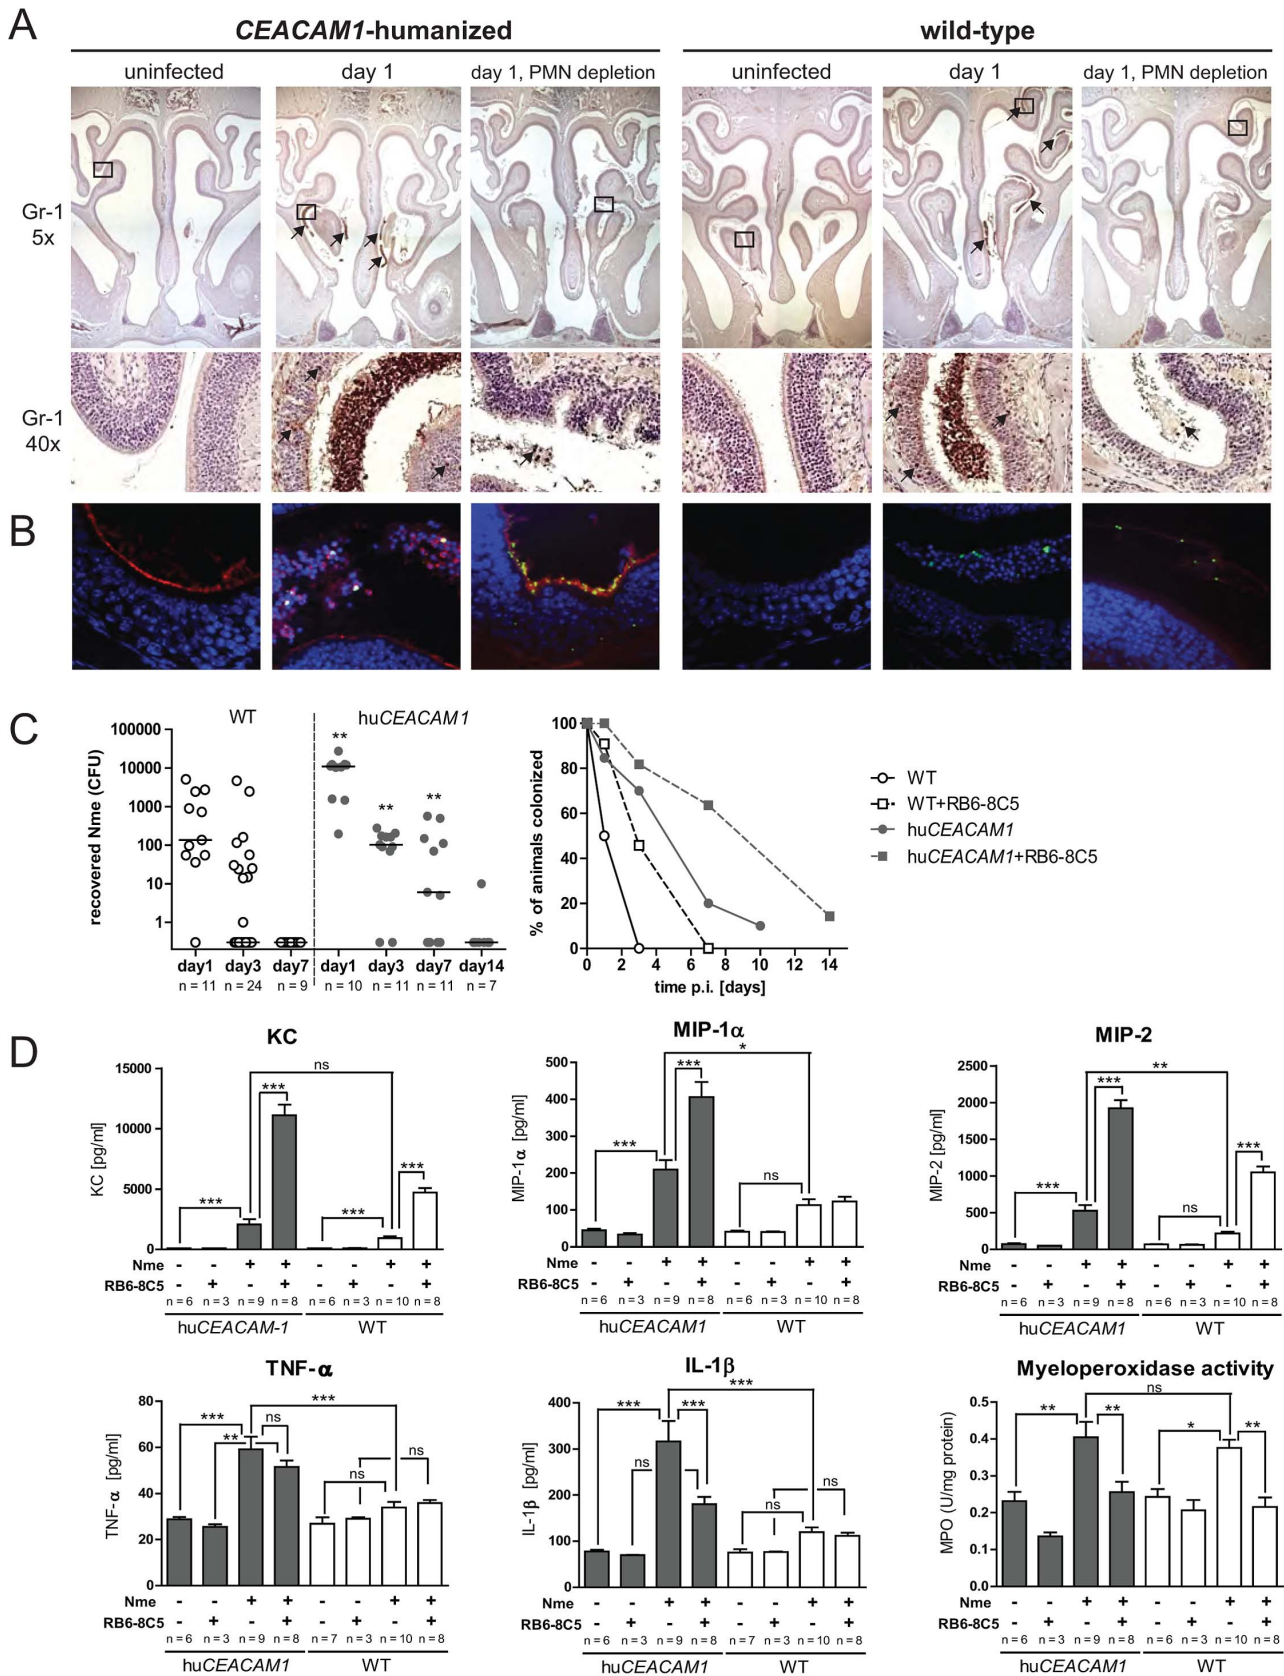 A
CEACAM1-humanized
wild-type
uninfected
day 1
day 1, PMN depletion
uninfected
day 1
day 1, PMN depletion
Gr-1
5x
Gr-1
40x
B
C
WT
huCEACAM1
recovered Nme (CFU)
100000
10000
1000
100
10
1
**
**
**
day1
day3
day7
day1
day3
day7
day14
n = 11
n = 24
n = 9
n = 10
n = 11
n = 11
n = 7
% of animals colonized
100
80
60
40
20
0
0 2 4 6 8 10 12 14
time p.i. [days]
WT
WT+RB6-8C5
huCEACAM1
huCEACAM1+RB6-8C5
D
KC
KC [pg/ml]
15000
10000
5000
0
ns
***
***
***
***
Nme - - + + - - + +
RB6-8C5 - + - + - + - +
n = 6 n = 3 n = 9 n = 8 n = 6 n = 3 n = 10 n = 8
huCEACAM-1 WT
MIP-1α
MIP-1α [pg/ml]
500
400
300
200
100
0
*
***
***
ns
Nme - - + + - - + +
RB6-8C5 - + - + - + - +
n = 6 n = 3 n = 9 n = 8 n = 6 n = 3 n = 10 n = 8
huCEACAM1 WT
MIP-2
MIP-2 [pg/ml]
2500
2000
1500
1000
500
0
**
***
***
***
ns
Nme - - + + - - + +
RB6-8C5 - + - + - + - +
n = 6 n = 3 n = 9 n = 8 n = 6 n = 3 n = 10 n = 8
huCEACAM1 WT
TNF-α
TNF-α [pg/ml]
80
60
40
20
0
***
***
ns
**
ns
ns
Nme - - + + - - + +
RB6-8C5 - + - + - + - +
n = 6 n = 3 n = 9 n = 8 n = 7 n = 3 n = 10 n = 8
huCEACAM1 WT
IL-1β
IL-1β [pg/ml]
400
300
200
100
0
***
***
***
ns
ns
ns
Nme - - + + - - + +
RB6-8C5 - + - + - + - +
n = 6 n = 3 n = 9 n = 8 n = 7 n = 3 n = 10 n = 8
huCEACAM1 WT
Myeloperoxidase activity
MPO (U/mg protein)
0.5
0.4
0.3
0.2
0.1
0.0
ns
**
**
*
**
Nme - - + + - - + +
RB6-8C5 - + - + - + - +
n = 6 n = 3 n = 9 n = 8 n = 6 n = 3 n = 10 n = 8
huCEACAM1 WT